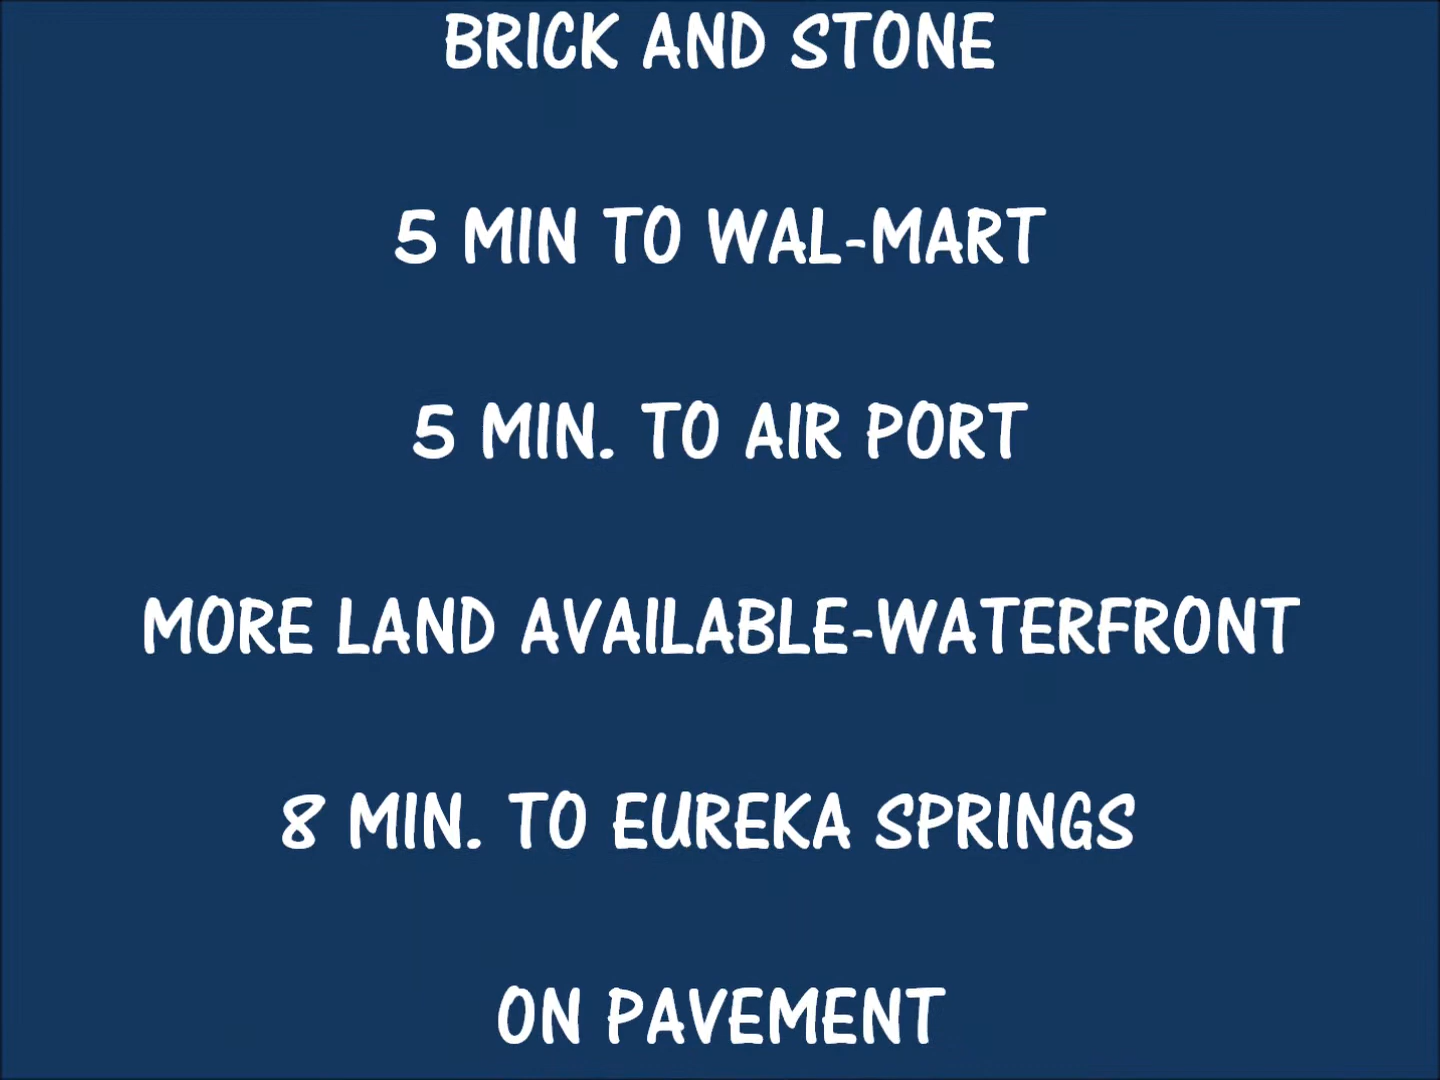 BRICK AND STONE
5 MIN TO WAL-MART
5 MIN. TO AIR PORT
MORE LAND AVAILABLE-WATERFRONT
8 MIN. TO EUREKA SPRINGS
ON PAVEMENT